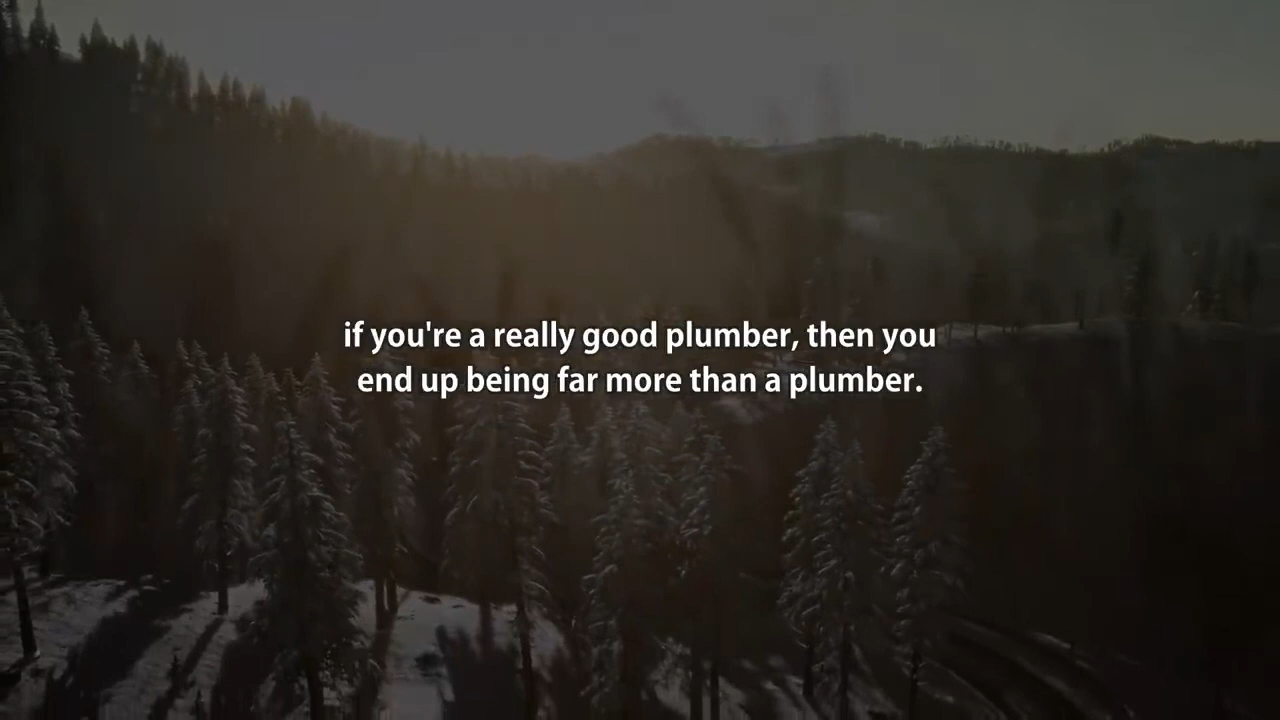 if you're a really good plumber, then you
end up being far more than a plumber.